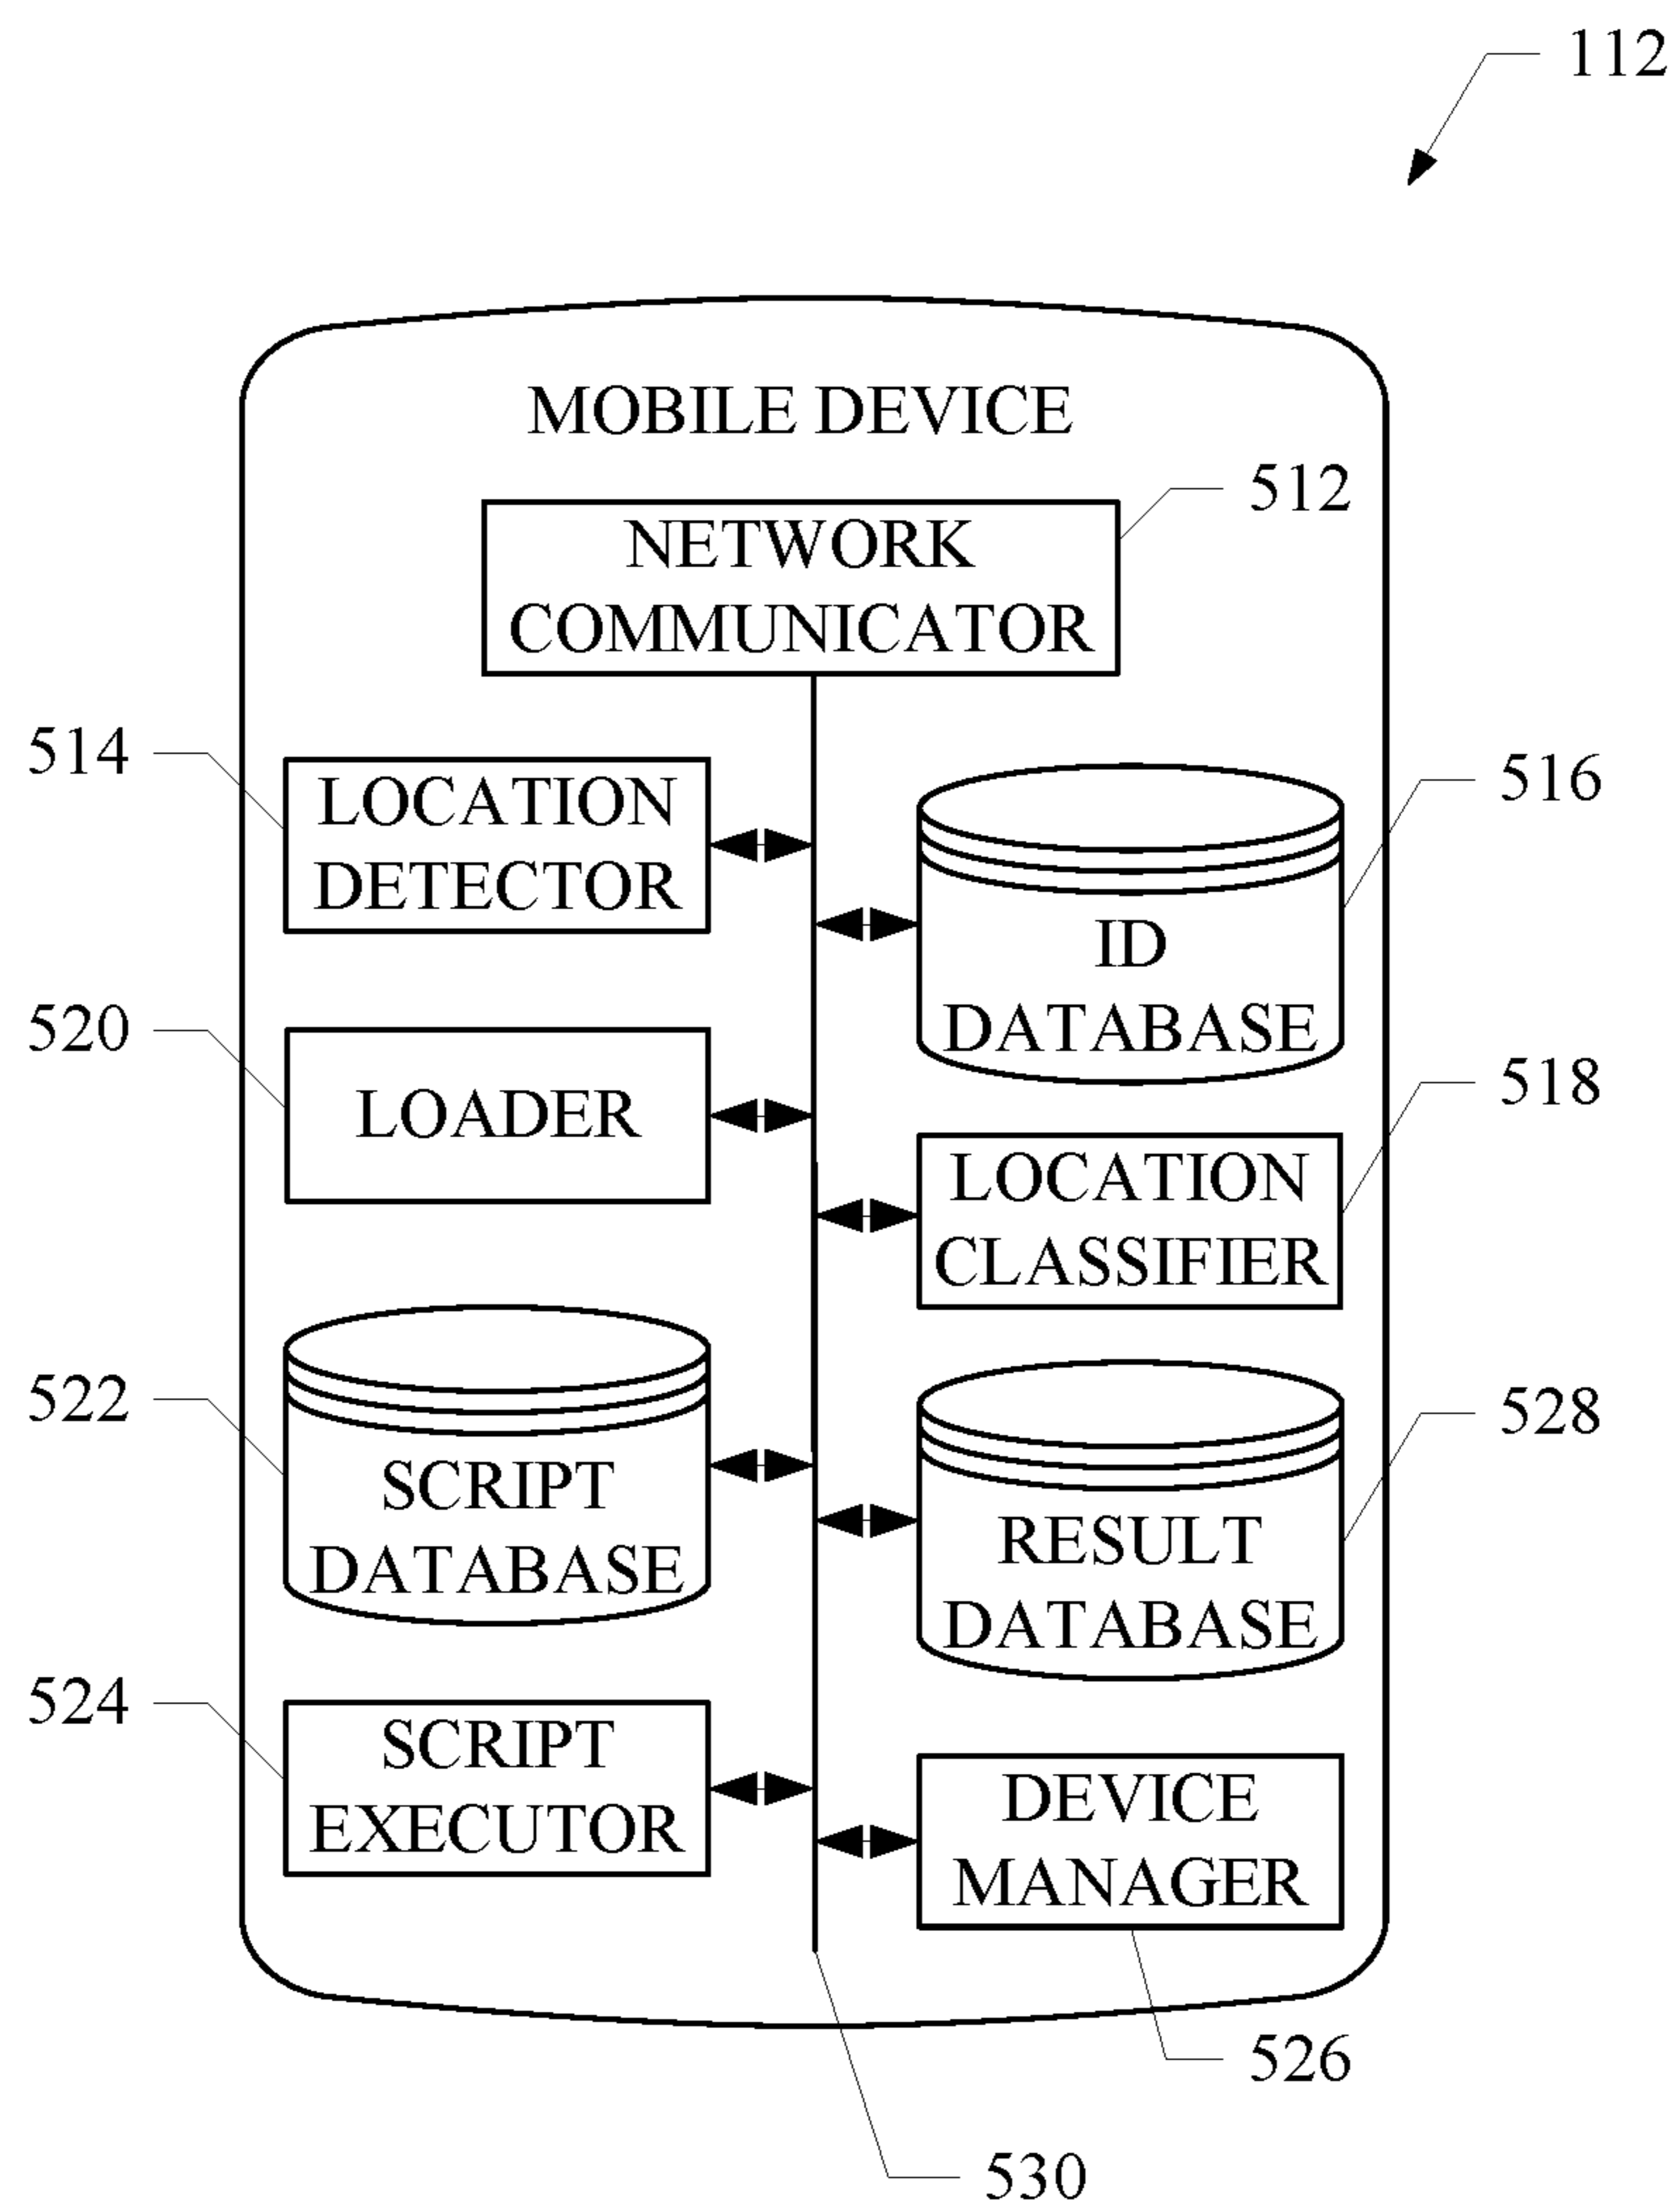 112
MOBILE DEVICE
512
NETWORK
COMMUNICATOR
514
LOCATION
DETECTOR
516
ID
DATABASE
520
LOADER
518
LOCATION
CLASSIFIER
522
SCRIPT
DATABASE
528
RESULT
DATABASE
524
SCRIPT
EXECUTOR
DEVICE
MANAGER
526
530